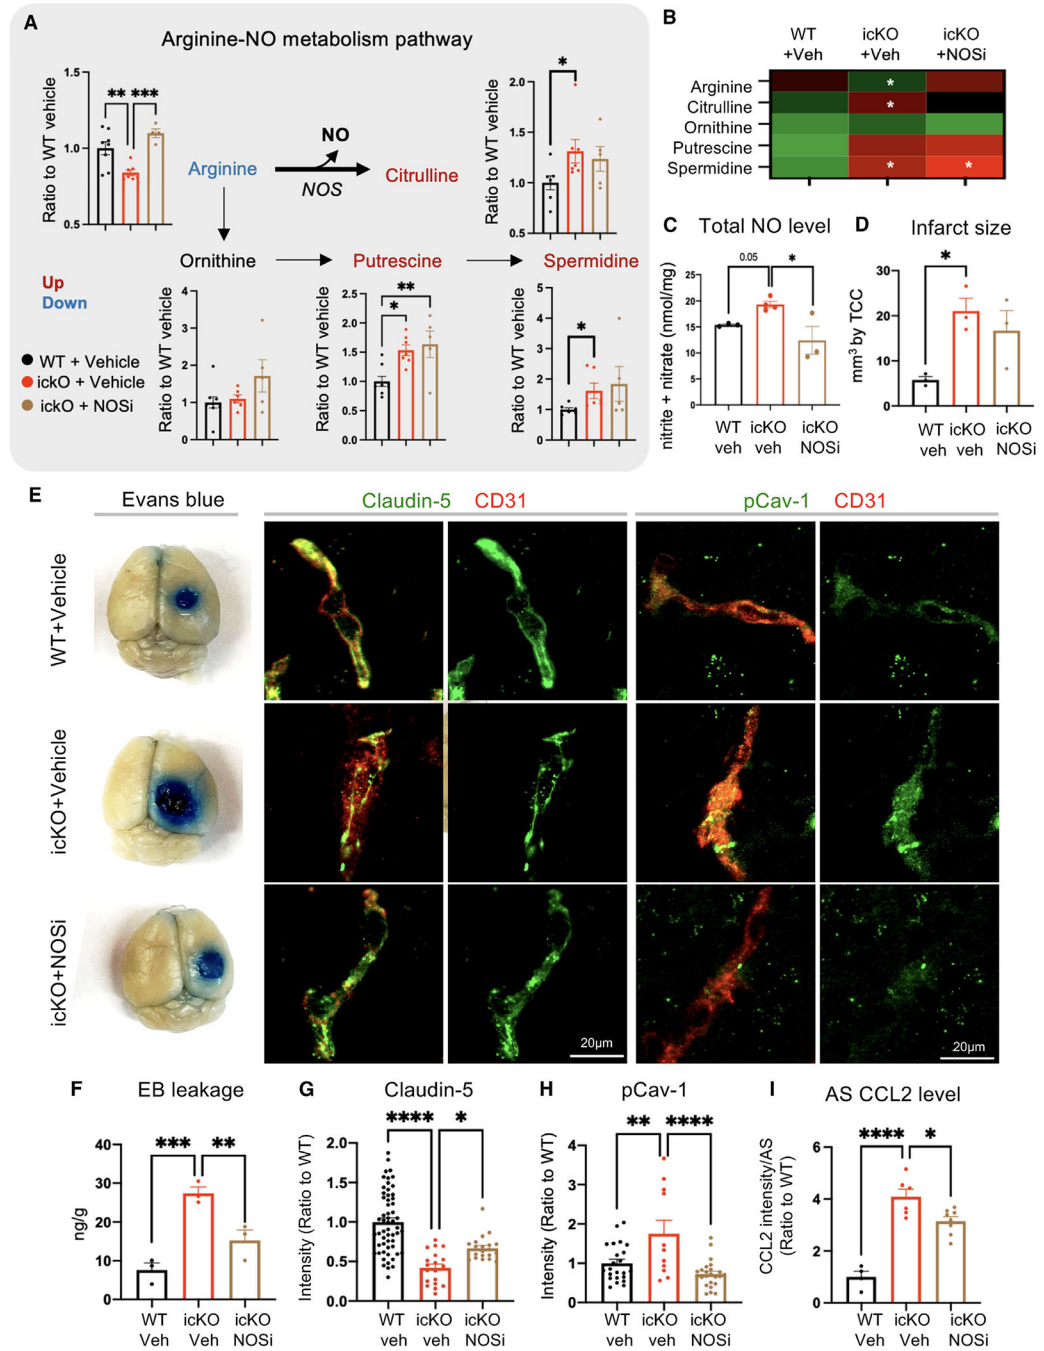 A
Arginine-NO metabolism pathway
Ratio to WT vehicle
1.5
1.0
0.5
** ***
Arginine
NO
NOS
Citrulline
Ratio to WT vehicle
2.0
1.5
1.0
0.5
*
Ornithine
Putrescine
Spermidine
Up
Down
WT + Vehicle
ickO + Vehicle
ickO + NOSi
Ratio to WT vehicle
4
3
2
1
0
Ratio to WT vehicle
2.5
2.0
1.5
1.0
0.5
0.0
**
*
Ratio to WT vehicle
5
4
3
2
1
0
*
B
WT
+Veh
icKO
+Veh
icKO
+NOSi
Arginine
*
Citrulline
*
Ornithine
Putrescine
Spermidine
* *
C
Total NO level
nitrite + nitrate (nmol/mg)
25
20
15
10
5
0
0.05 *
WT
veh
icKO
veh
icKO
NOSi
D
Infarct size
mm³ by TCC
30
20
10
0
*
WT
veh
icKO
veh
icKO
NOSi
E
Evans blue
Claudin-5 CD31
pCav-1 CD31
WT+Vehicle
icKO+Vehicle
icKO+NOSi
20μm
20μm
F
EB leakage
ng/g
40
30
20
10
0
*** **
WT
Veh
icKO
Veh
icKO
NOSi
G
Claudin-5
Intensity (Ratio to WT)
2.0
1.5
1.0
0.5
0.0
**** *
WT
veh
icKO
veh
icKO
NOSi
H
pCav-1
Intensity (Ratio to WT)
4
3
2
1
0
** ****
WT
veh
icKO
veh
icKO
NOSi
I
AS CCL2 level
CCL2 intensity/AS
(Ratio to WT)
6
4
2
0
**** *
WT
Veh
icKO
Veh
icKO
NOSi